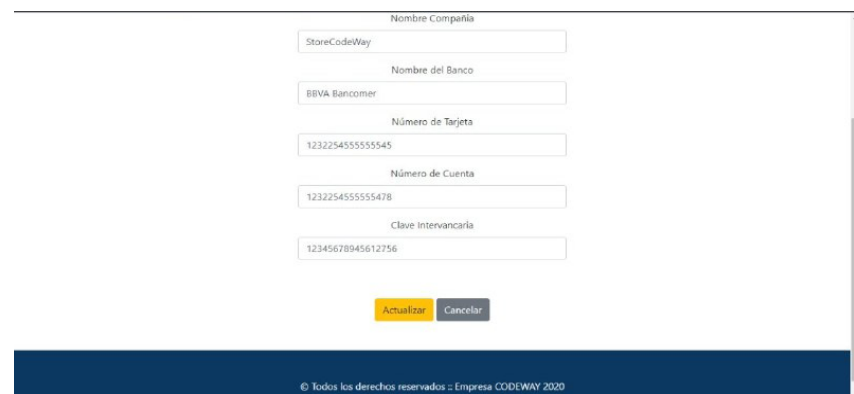 Nombre Compañia
StoreCodeWay
Nombre del Banco
BBVA Bancomer
Número de Tarjeta
1232254555555545
Número de Cuenta
1232254555555478
Clave Intervancaria
12345678945612756
Actualizar Cancelar
© Todos los derechos reservados :: Empresa CODEWAY 2020